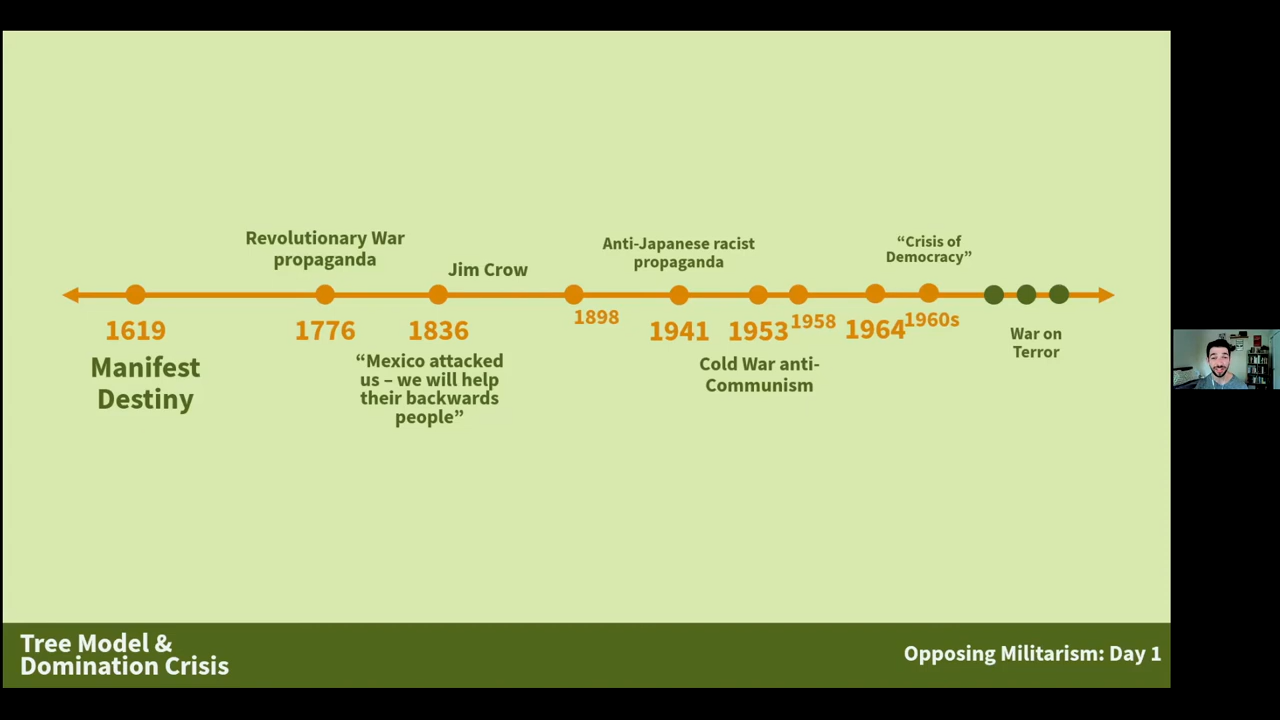 Revolutionary War
propaganda
Jim Crow
Anti-Japanese racist
propaganda
“Crisis of
Democracy”
1619
1776
1836
1898
1941
1953
1958
1964
1960s
Manifest
Destiny
“Mexico attacked
us – we will help
their backwards
people”
Cold War anti-
Communism
War on
Terror
Tree Model &
Domination Crisis
Opposing Militarism: Day 1